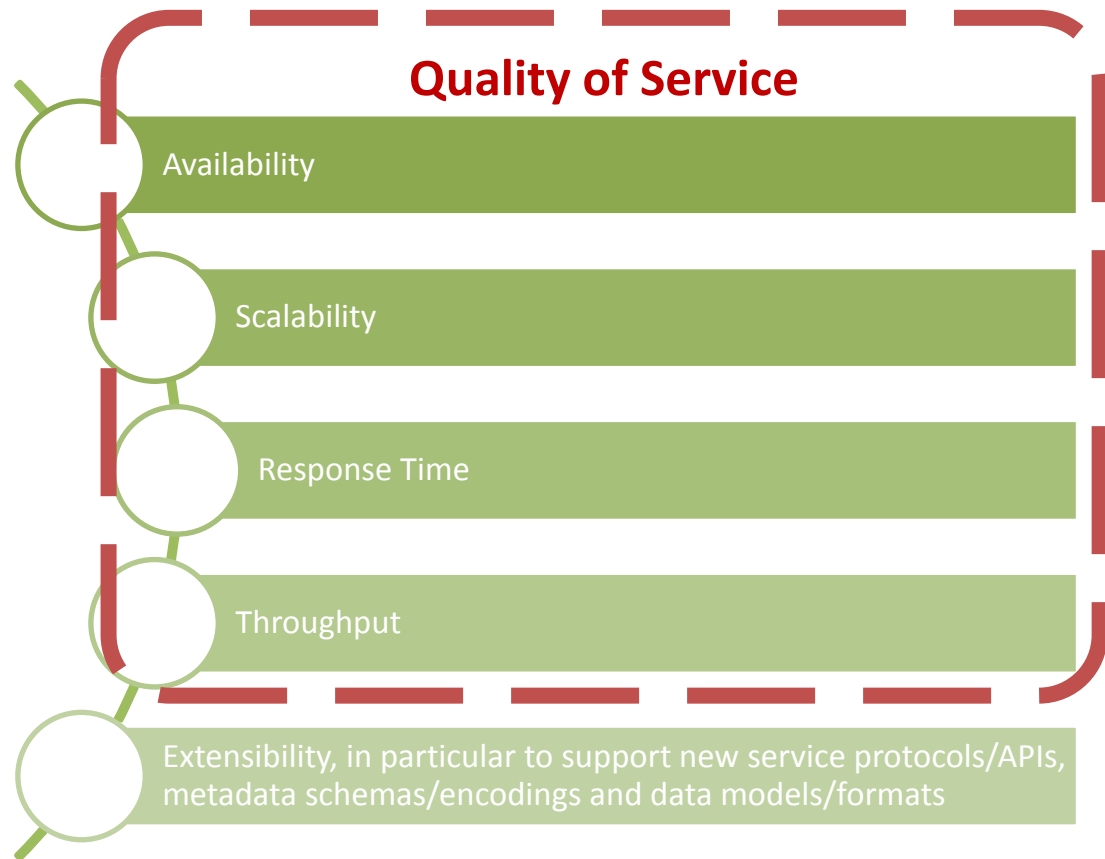 Quality of Service
Availability
Scalability
Response Time
Throughput
Extensibility, in particular to support new service protocols/APIs,
metadata schemas/encodings and data models/formats